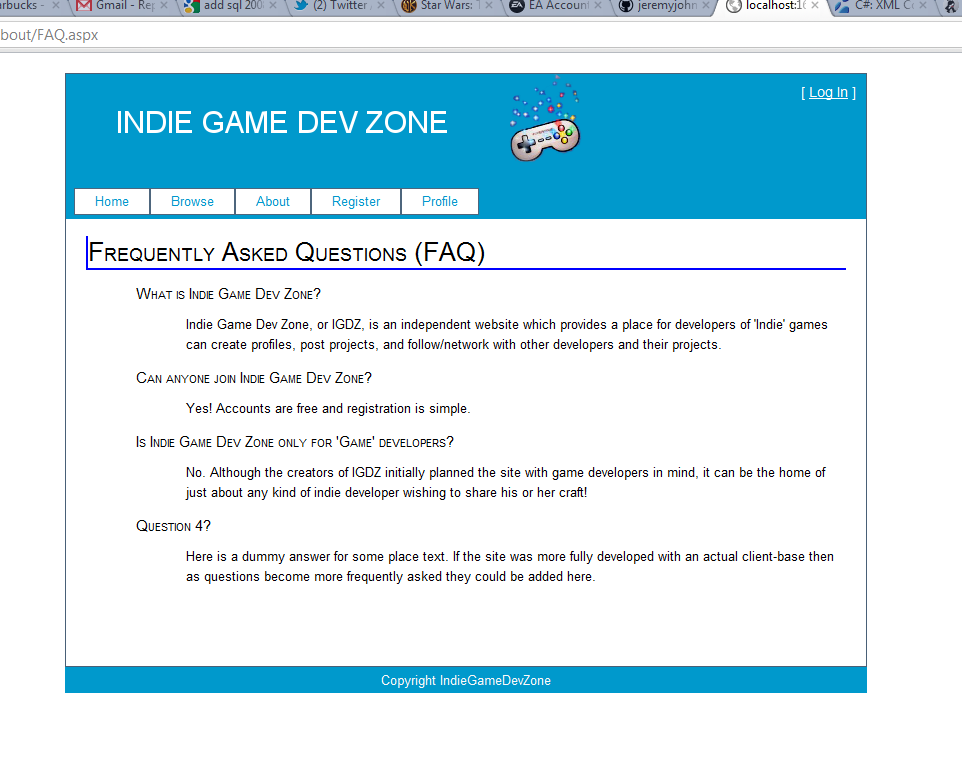 arbucks -
Gmail - Rep
add sql 200
(2) Twitter
Star Wars: T
EA Account
jeremyjohn
localhost:16
C#: XML Co
bout/FAQ.aspx
[ Log In ]
INDIE GAME DEV ZONE
Home Browse About Register Profile
Frequently Asked Questions (FAQ)
What is Indie Game Dev Zone?
Indie Game Dev Zone, or IGDZ, is an independent website which provides a place for developers of 'Indie' games
can create profiles, post projects, and follow/network with other developers and their projects.
Can anyone join Indie Game Dev Zone?
Yes! Accounts are free and registration is simple.
Is Indie Game Dev Zone only for 'Game' developers?
No. Although the creators of IGDZ initially planned the site with game developers in mind, it can be the home of
just about any kind of indie developer wishing to share his or her craft!
Question 4?
Here is a dummy answer for some place text. If the site was more fully developed with an actual client-base then
as questions become more frequently asked they could be added here.
Copyright IndieGameDevZone